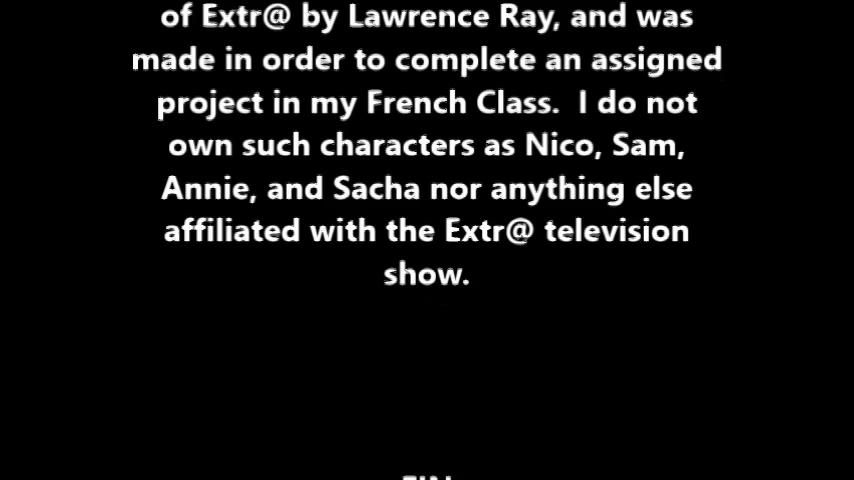 of Extr@ by Lawrence Ray, and was
made in order to complete an assigned
project in my French Class.  I do not
own such characters as Nico, Sam,
Annie, and Sacha nor anything else
affiliated with the Extr@ television
show.